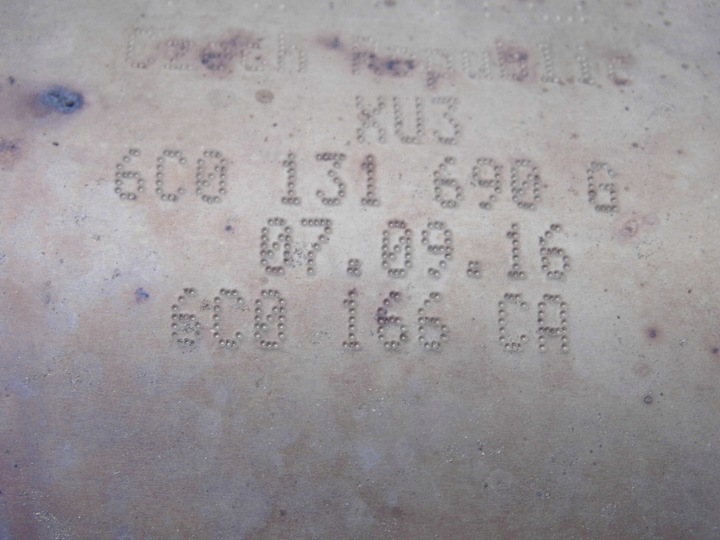 Czech Republic
XU3
6C0 131 690 G
07.09.16
6C0 166 CA